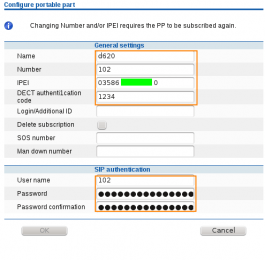 Configure portable part
Changing Number and/or IPEI requires the PP to be subscribed again.
General settings
Name d620
Number 102
IPEI 03586 0
DECT authentication code 1234
Login/Additional ID
Delete subscription
SOS number
Man down number
SIP authentication
User name 102
Password ●●●●●●●●●●●●●●●
Password confirmation ●●●●●●●●●●●●●●●
OK Cancel